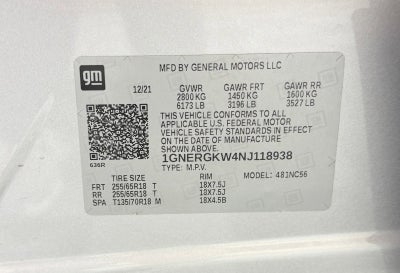 gm
MFD BY GENERAL MOTORS LLC
12/21 GVWR GAWR FRT GAWR RR
2800 KG 1450 KG 1600 KG
6173 LB 3196 LB 3527 LB
THIS VEHICLE CONFORMS TO ALL
APPLICABLE U.S. FEDERAL MOTOR
VEHICLE SAFETY STANDARDS IN
EFFECT ON THE DATE OF MANUFACTURE
SHOWN ABOVE.
636R 1GNERGKW4NJ118938
TYPE: M.P.V. MODEL: 481NC56
TIRE SIZE RIM
FRT 255/65R18 T 18X7.5J
RR 255/65R18 T 18X7.5J
SPA T135/70R18 M 18X4.5B